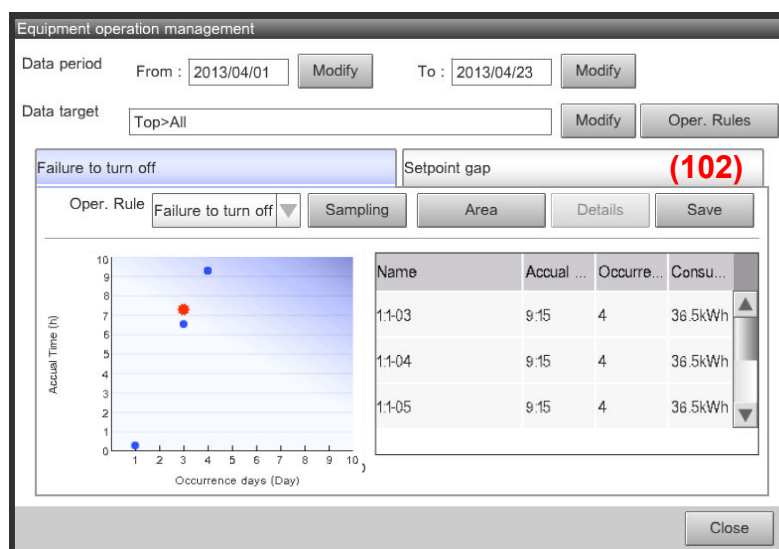 Equipment operation management
Data period From : 2013/04/01 Modify To : 2013/04/23 Modify
Data target Top>All Modify Oper. Rules
Failure to turn off Setpoint gap (102)
Oper. Rule Failure to turn off Sampling Area Details Save
Name Accual ... Occurre... Consu...
1:1-03 9:15 4 36.5kWh
1:1-04 9:15 4 36.5kWh
1:1-05 9:15 4 36.5kWh
Accual Time (h)
10
9
8
7
6
5
4
3
2
1
0
1 2 3 4 5 6 7 8 9 10
Occurrence days (Day)
Close